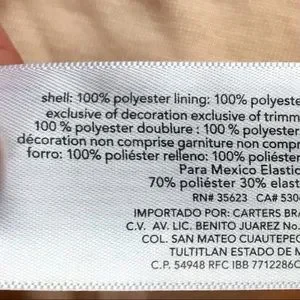 shell: 100% polyester lining: 100% polyeste
exclusive of decoration exclusive of trimm
100 % polyester doublure : 100 % polyester
décoration non comprise garniture non compr
forro: 100% poliéster relleno: 100% poliéster
Para Mexico Elastic
70% poliéster 30% elast
RN# 35623 CA# 5306
IMPORTADO POR: CARTERS BRA
C.V. AV. LIC. BENITO JUAREZ No.
COL. SAN MATEO CUAUTEPEC
TULTITLAN ESTADO DE M
C.P. 54948 RFC IBB 7712286C